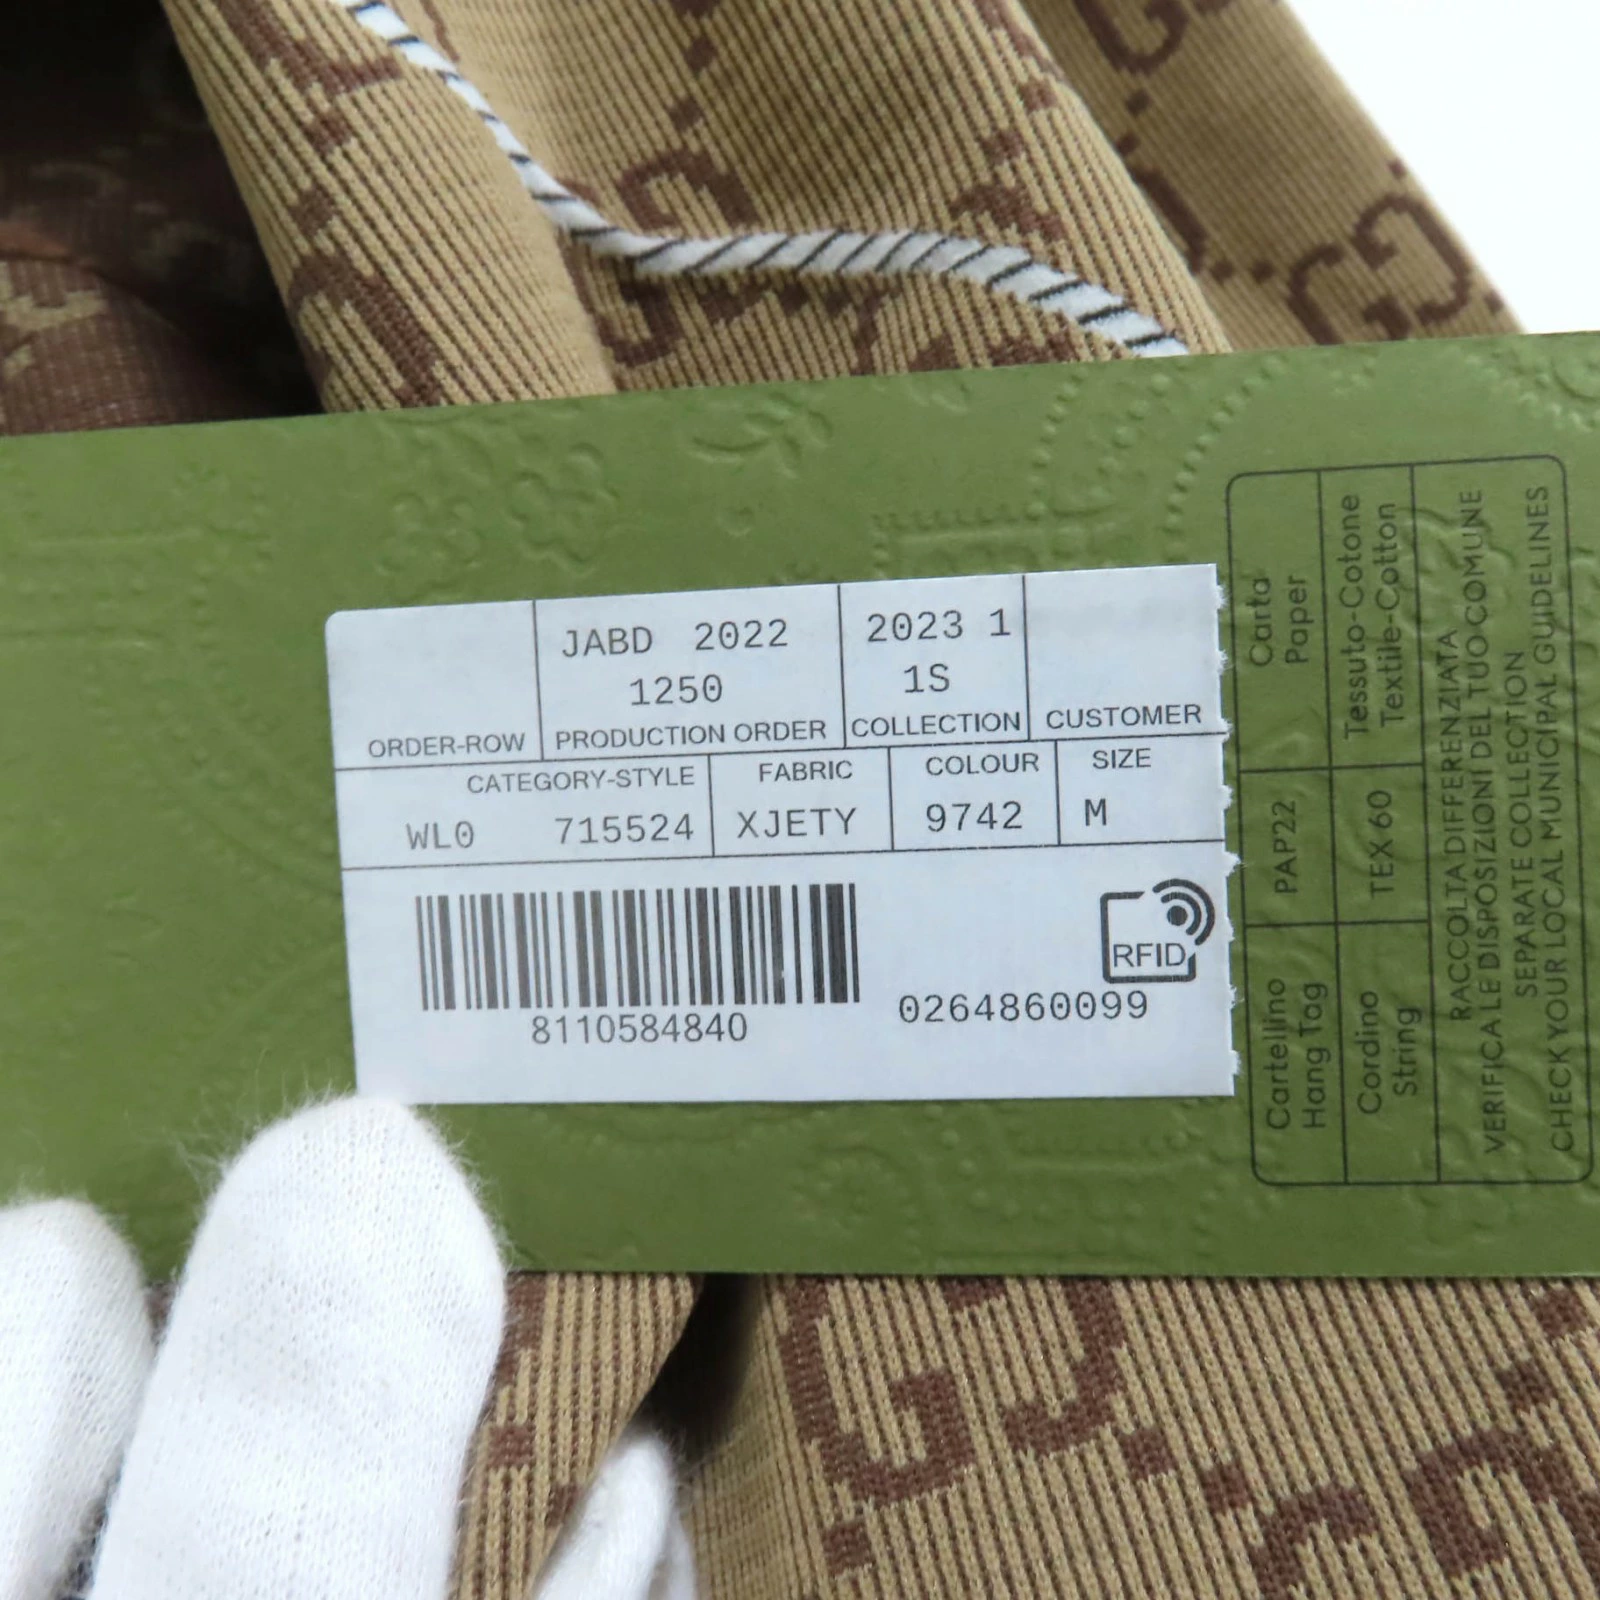 JABD 2022
1250
2023 1
1S
ORDER-ROW
PRODUCTION ORDER
COLLECTION
CUSTOMER
CATEGORY-STYLE
FABRIC
COLOUR
SIZE
WL0 715524
XJETY
9742
M
8110584840
RFID
0264860099
Cartellino
Hang Tag
PAP22
Carta
Paper
Cordino
String
TEX 60
Tessuto-Cotone
Textile-Cotton
RACCOLTA DIFFERENZIATA
VERIFICA LE DISPOSIZIONI DEL TUO COMUNE
SEPARATE COLLECTION
CHECK YOUR LOCAL MUNICIPAL GUIDELINES